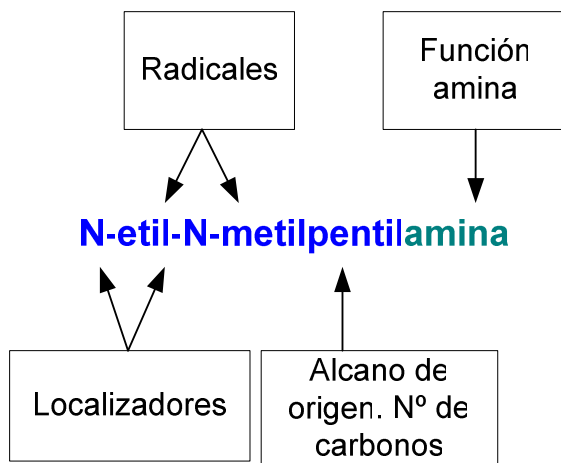 Radicales
Función
amina
N-etil-N-metilpentilamina
Localizadores
Alcano de
origen. Nº de
carbonos